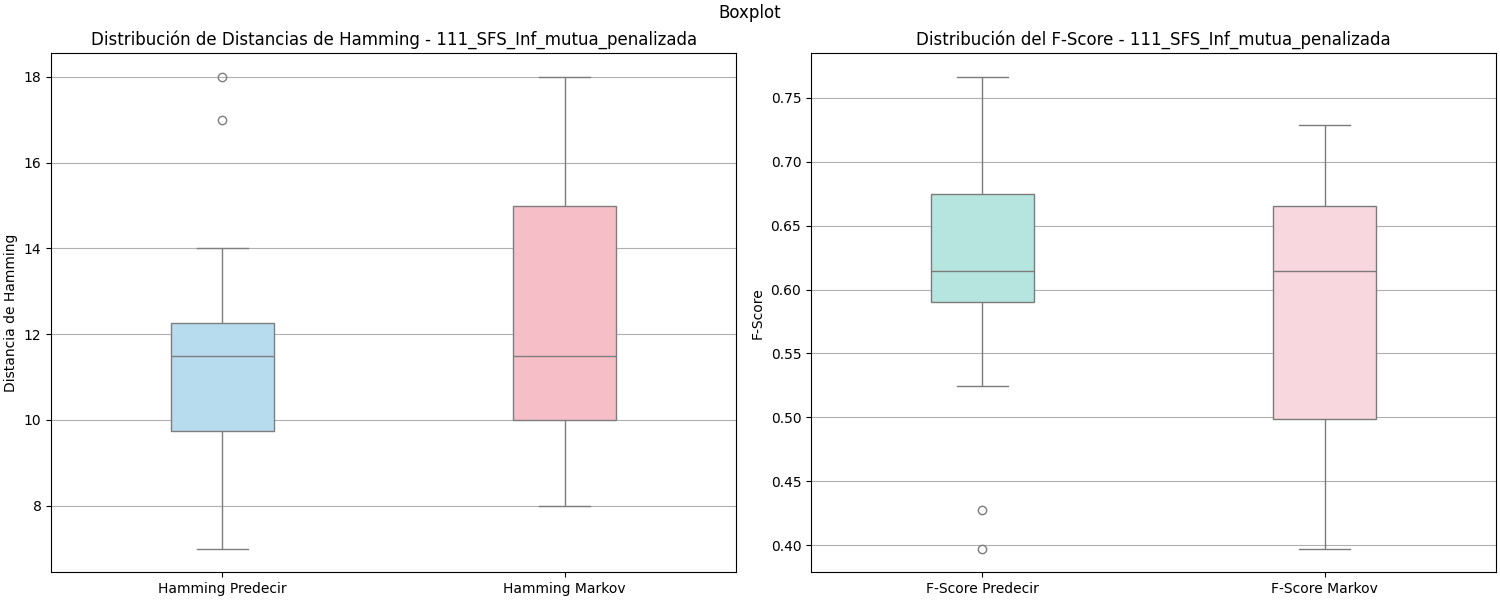 Boxplot
Distribución de Distancias de Hamming - 111_SFS_Inf_mutua_penalizada
Distancia de Hamming
18
16
14
12
10
8
Hamming Predecir
Hamming Markov
Distribución del F-Score - 111_SFS_Inf_mutua_penalizada
F-Score
0.75
0.70
0.65
0.60
0.55
0.50
0.45
0.40
F-Score Predecir
F-Score Markov